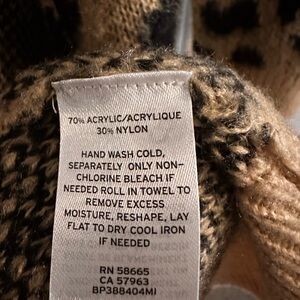 70% ACRYLIC/ACRYLIQUE
30% NYLON
HAND WASH COLD,
SEPARATELY ONLY NON-
CHLORINE BLEACH IF
NEEDED ROLL IN TOWEL TO
REMOVE EXCESS
MOISTURE, RESHAPE, LAY
FLAT TO DRY COOL IRON
IF NEEDED
RN 58665
CA 57963
BP388404MI